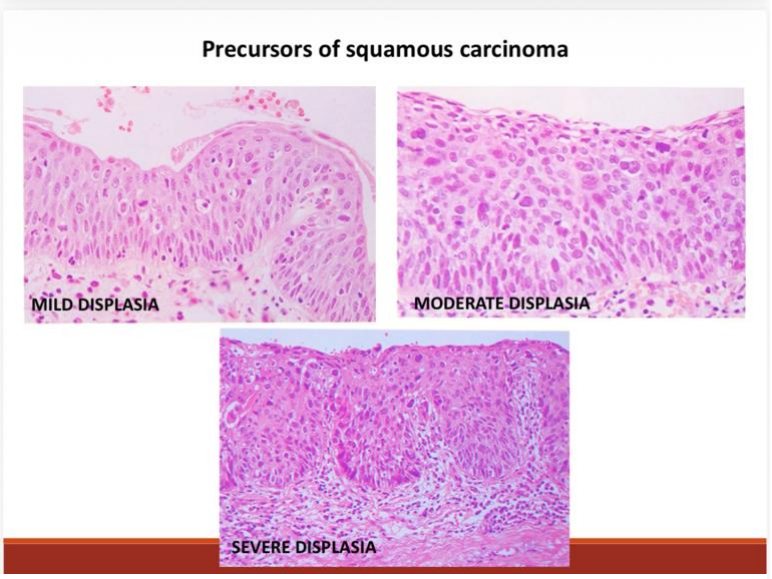 Precursors of squamous carcinoma
MILD DISPLASIA
MODERATE DISPLASIA
SEVERE DISPLASIA